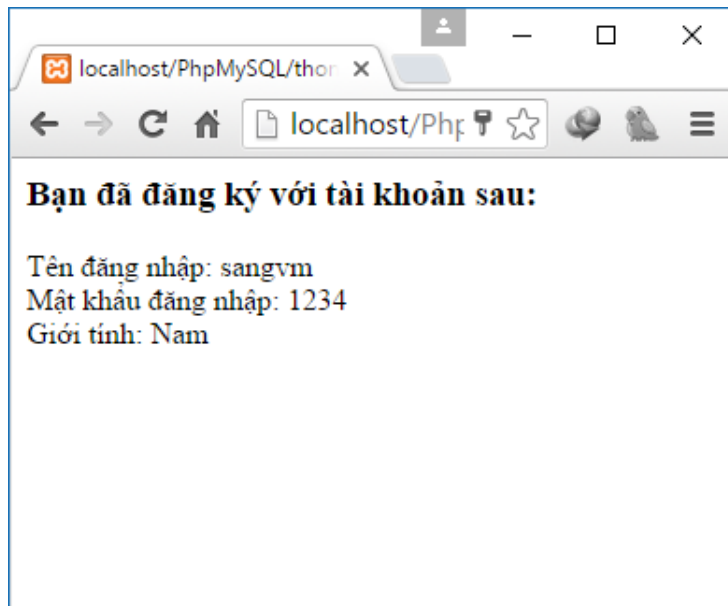 localhost/PhpMySQL/thon
localhost/Php
Bạn đã đăng ký với tài khoản sau:
Tên đăng nhập: sangvm
Mật khẩu đăng nhập: 1234
Giới tính: Nam